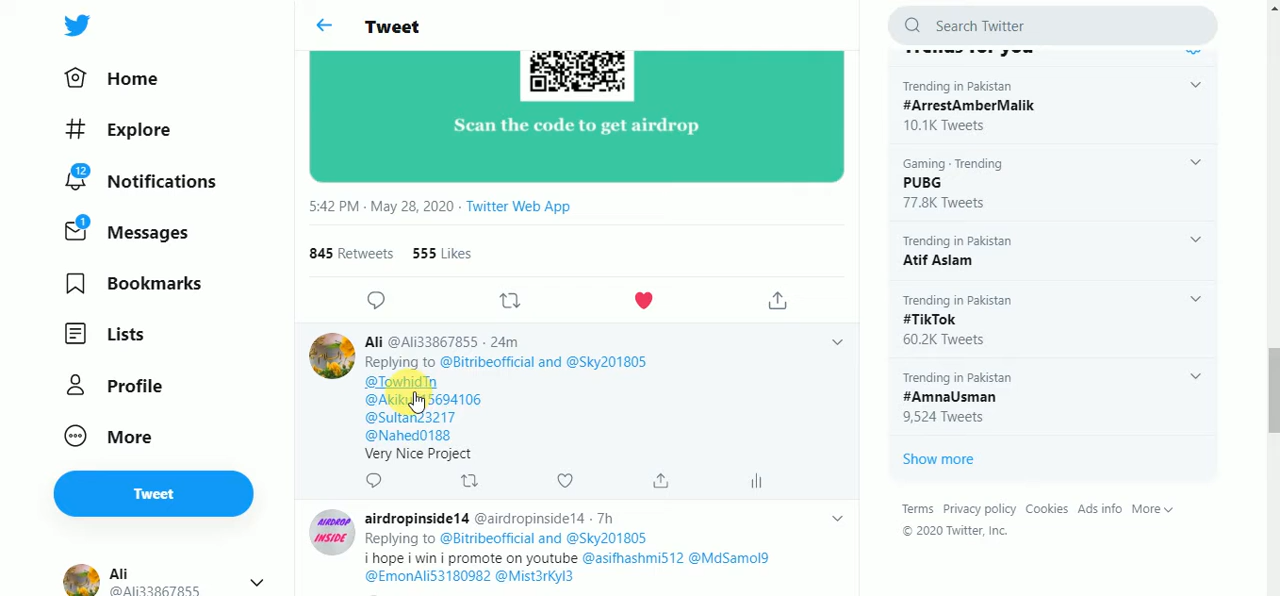 Home
Explore
12
Notifications
1
Messages
Bookmarks
Lists
Profile
More
Tweet
Ali
@Ali33867855
Tweet
Scan the code to get airdrop
5:42 PM · May 28, 2020 · Twitter Web App
845 Retweets 555 Likes
Ali @Ali33867855 · 24m
Replying to @Bitribeofficial and @Sky201805
@TowhidTn
@Sultan23217
@Nahed0188
Very Nice Project
AIRDROP
INSIDE
airdropinside14 @airdropinside14 · 7h
Replying to @Bitribeofficial and @Sky201805
i hope i win i promote on youtube @asifhashmi512 @MdSamol9
@EmonAli53180982 @Mist3rKyl3
Search Twitter
Trends for you
Trending in Pakistan
#ArrestAmberMalik
10.1K Tweets
Gaming · Trending
PUBG
77.8K Tweets
Trending in Pakistan
Atif Aslam
Trending in Pakistan
#TikTok
60.2K Tweets
Trending in Pakistan
#AmnaUsman
9,524 Tweets
Show more
Terms Privacy policy Cookies Ads info More
© 2020 Twitter, Inc.